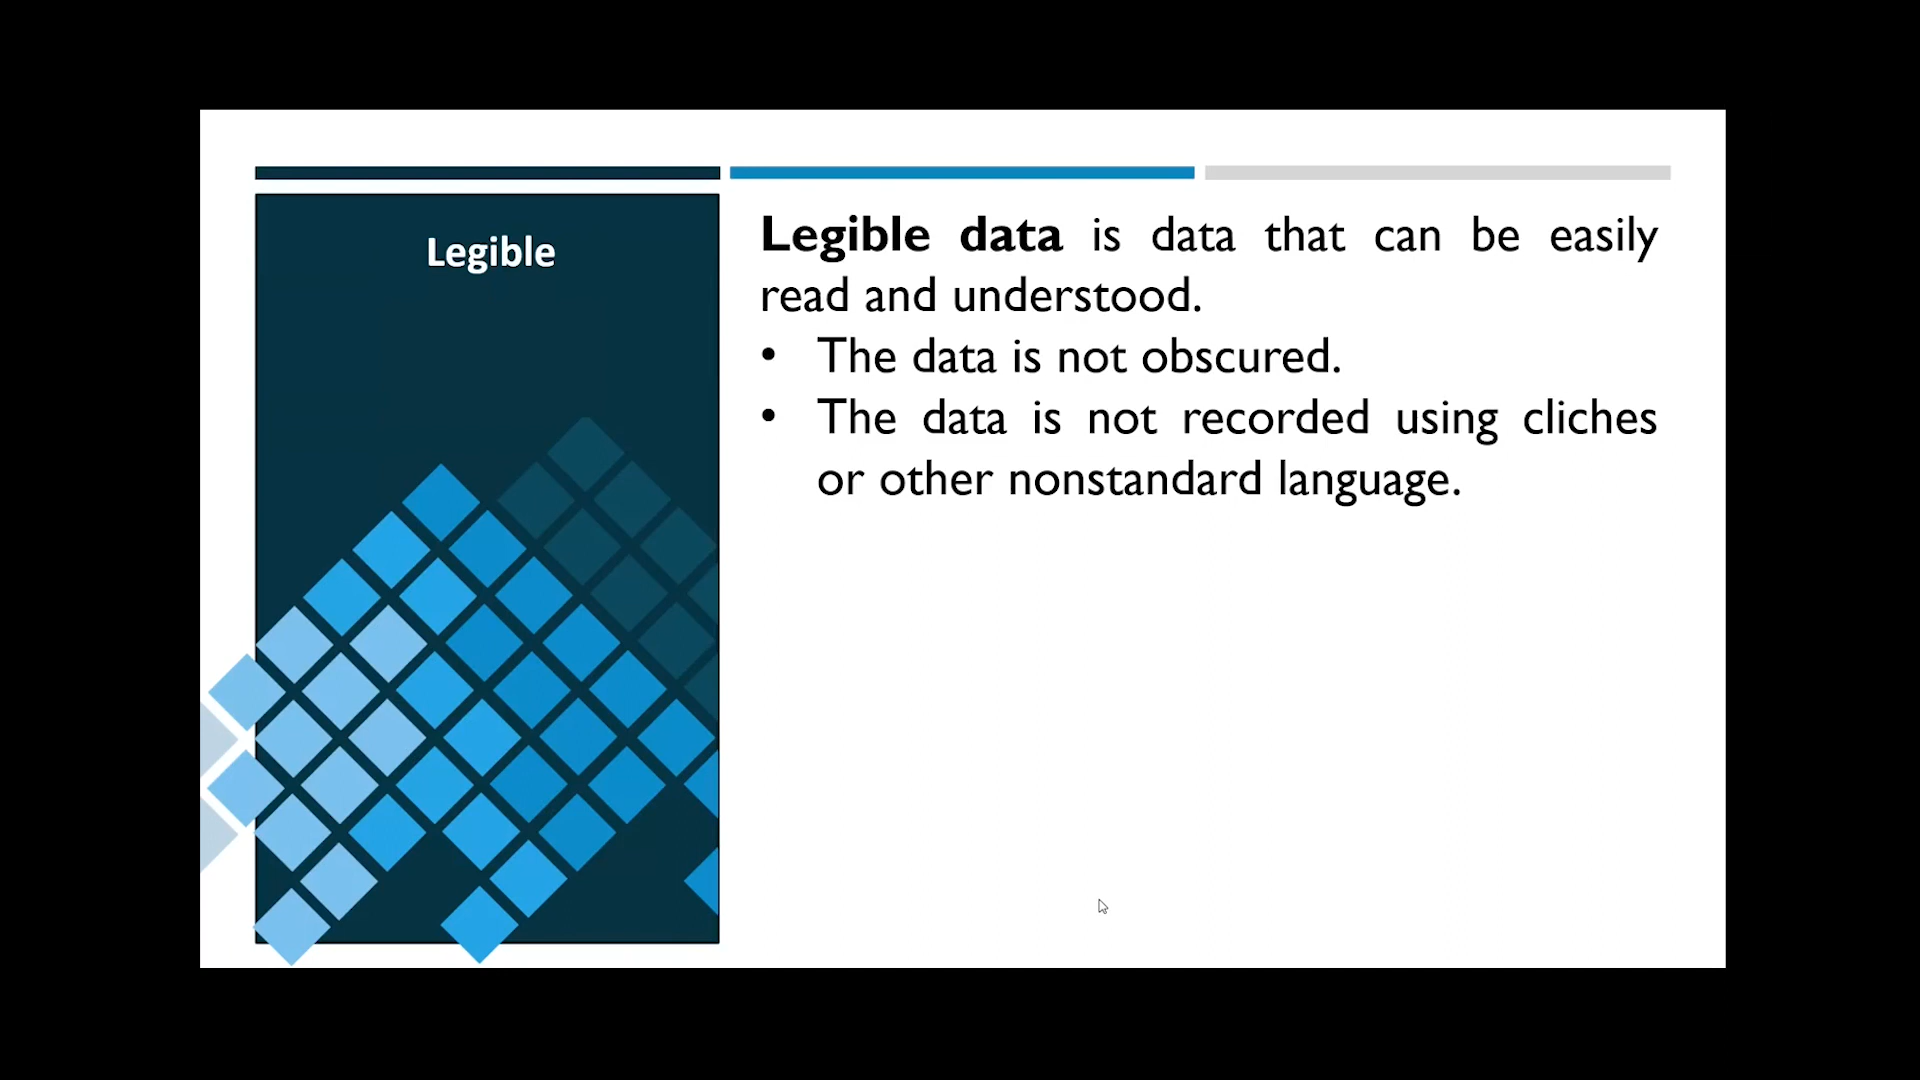 Legible
Legible data is data that can be easily
read and understood.
• The data is not obscured.
• The data is not recorded using cliches
or other nonstandard language.